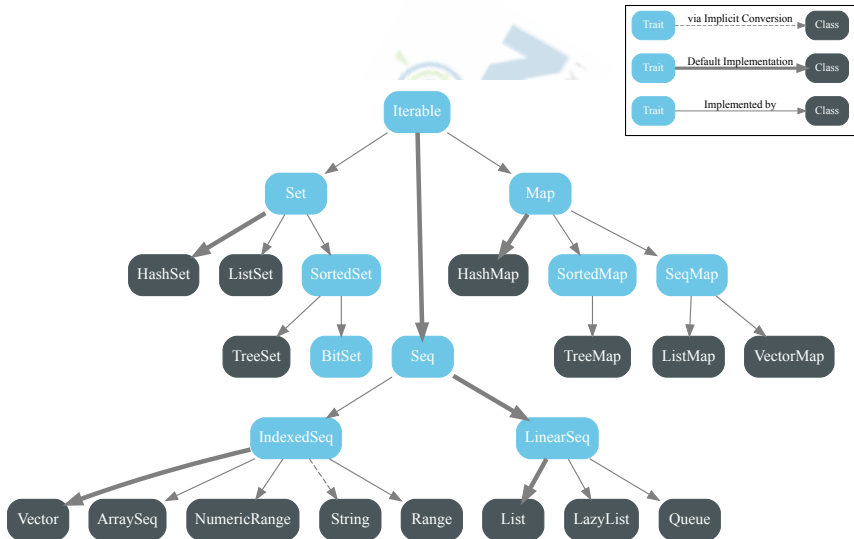 Trait via Implicit Conversion Class
Trait Default Implementation Class
Trait Implemented by Class
Iterable
Set Map
HashSet ListSet SortedSet HashMap SortedMap SeqMap
TreeSet BitSet Seq TreeMap ListMap VectorMap
IndexedSeq LinearSeq
Vector ArraySeq NumericRange String Range List LazyList Queue